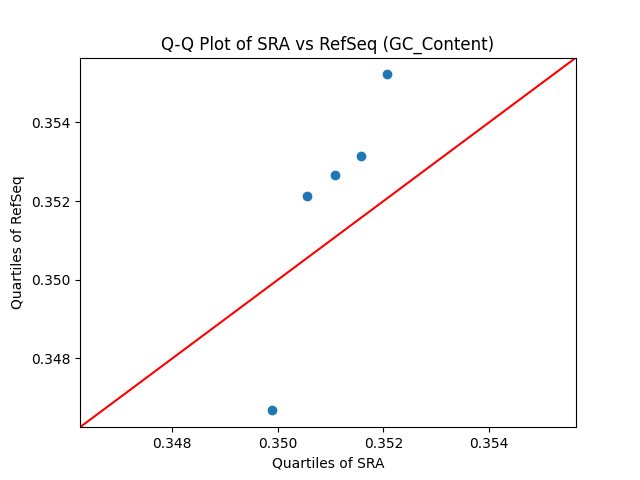 Q-Q Plot of SRA vs RefSeq (GC_Content)
Quartiles of RefSeq
0.354
0.352
0.350
0.348
0.348 0.350 0.352 0.354
Quartiles of SRA